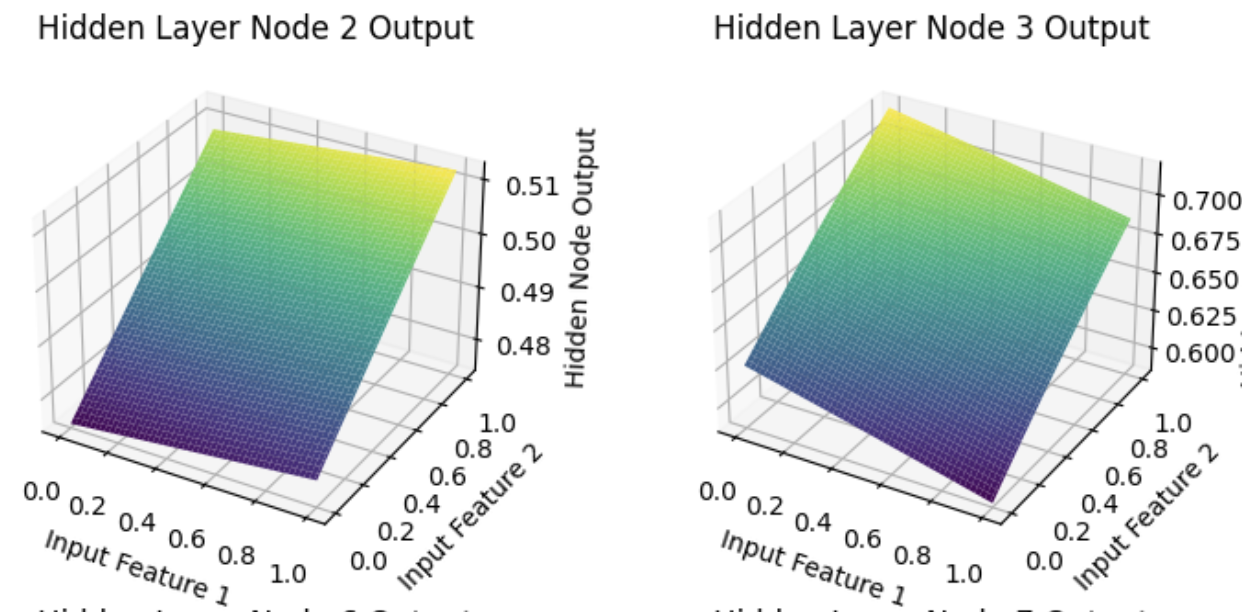 Hidden Layer Node 2 Output
Hidden Layer Node 3 Output
0.51
0.50
0.49
0.48
Hidden Node Output
0.0 0.2 0.4 0.6 0.8 1.0
Input Feature 1
0.0 0.2 0.4 0.6 0.8 1.0
Input Feature 2
0.700
0.675
0.650
0.625
0.600
0.0 0.2 0.4 0.6 0.8 1.0
Input Feature 1
0.0 0.2 0.4 0.6 0.8 1.0
Input Feature 2